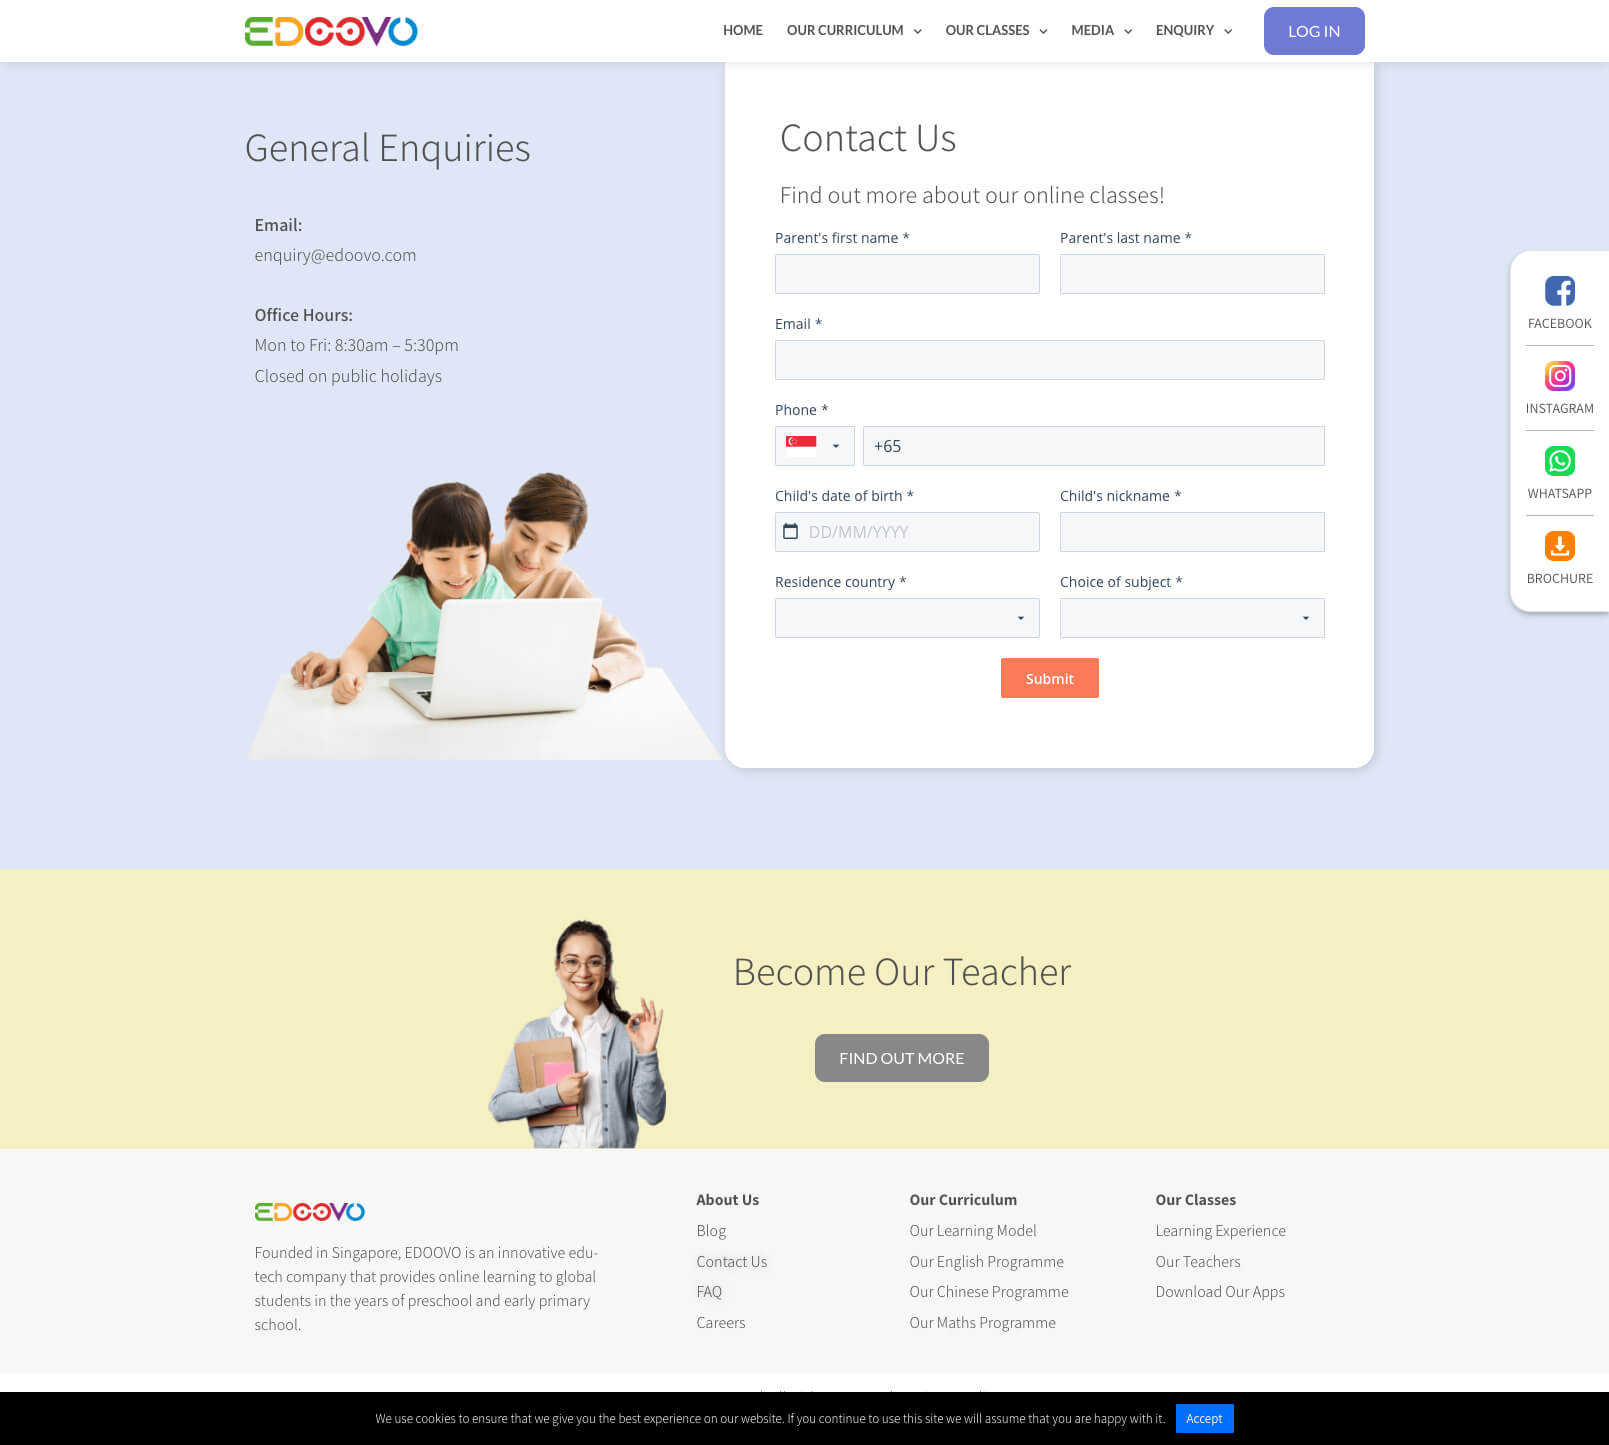 EDOOVO
HOME
OUR CURRICULUM
OUR CLASSES
MEDIA
ENQUIRY
LOG IN
General Enquiries
Email:
enquiry@edoovo.com
Office Hours:
Mon to Fri: 8:30am – 5:30pm
Closed on public holidays
Contact Us
Find out more about our online classes!
Parent's first name *
Parent's last name *
Email *
Phone *
+65
Child's date of birth *
Child's nickname *
DD/MM/YYYY
Residence country *
Choice of subject *
Submit
FACEBOOK
INSTAGRAM
WHATSAPP
BROCHURE
Become Our Teacher
FIND OUT MORE
EDOOVO
Founded in Singapore, EDOOVO is an innovative edu-
tech company that provides online learning to global
students in the years of preschool and early primary
school.
About Us
Blog
Contact Us
FAQ
Careers
Our Curriculum
Our Learning Model
Our English Programme
Our Chinese Programme
Our Maths Programme
Our Classes
Learning Experience
Our Teachers
Download Our Apps
We use cookies to ensure that we give you the best experience on our website. If you continue to use this site we will assume that you are happy with it.
Accept